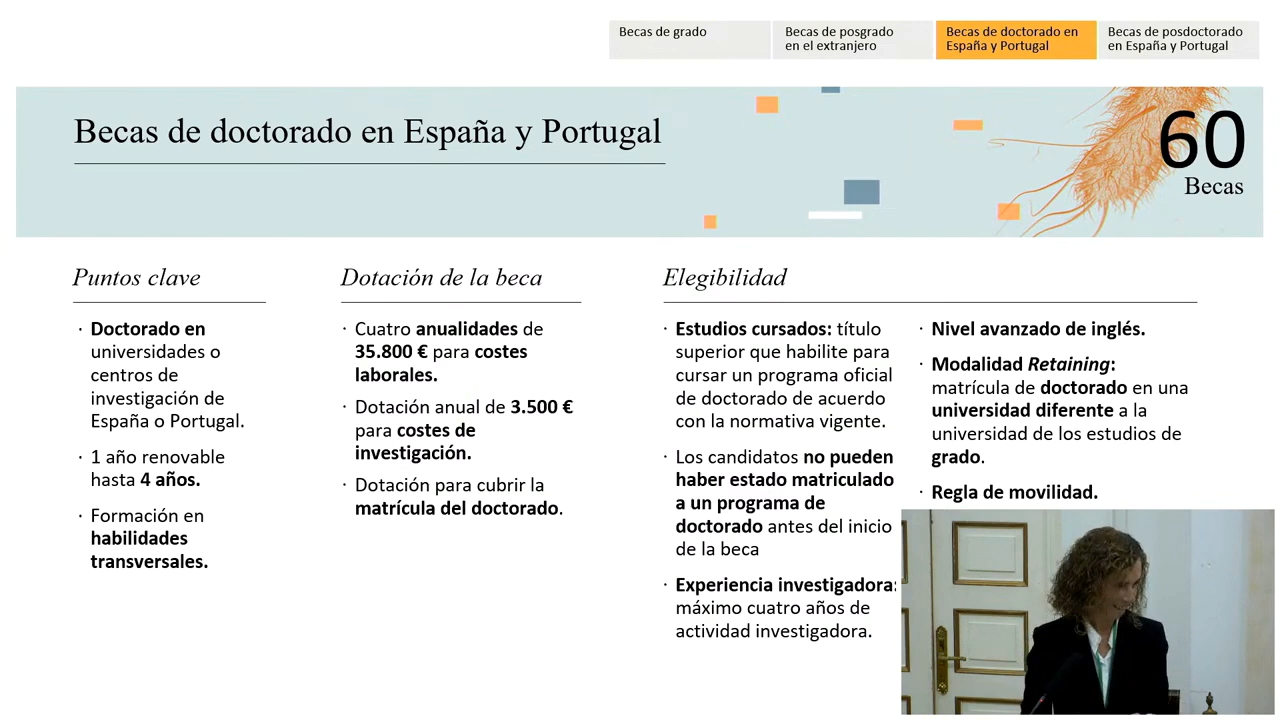 Becas de grado
Becas de posgrado
en el extranjero
Becas de doctorado en
España y Portugal
Becas de posdoctorado
en España y Portugal
Becas de doctorado en España y Portugal
60
Becas
Puntos clave
· Doctorado en
universidades o
centros de
investigación de
España o Portugal.
· 1 año renovable
hasta 4 años.
· Formación en
habilidades
transversales.
Dotación de la beca
· Cuatro anualidades de
35.800 € para costes
laborales.
· Dotación anual de 3.500 €
para costes de
investigación.
· Dotación para cubrir la
matrícula del doctorado.
Elegibilidad
· Estudios cursados: título
superior que habilite para
cursar un programa oficial
de doctorado de acuerdo
con la normativa vigente.
· Los candidatos no pueden
haber estado matriculado
a un programa de
doctorado antes del inicio
de la beca
· Experiencia investigadora:
máximo cuatro años de
actividad investigadora.
· Nivel avanzado de inglés.
· Modalidad Retaining:
matrícula de doctorado en una
universidad diferente a la
universidad de los estudios de
grado.
· Regla de movilidad.